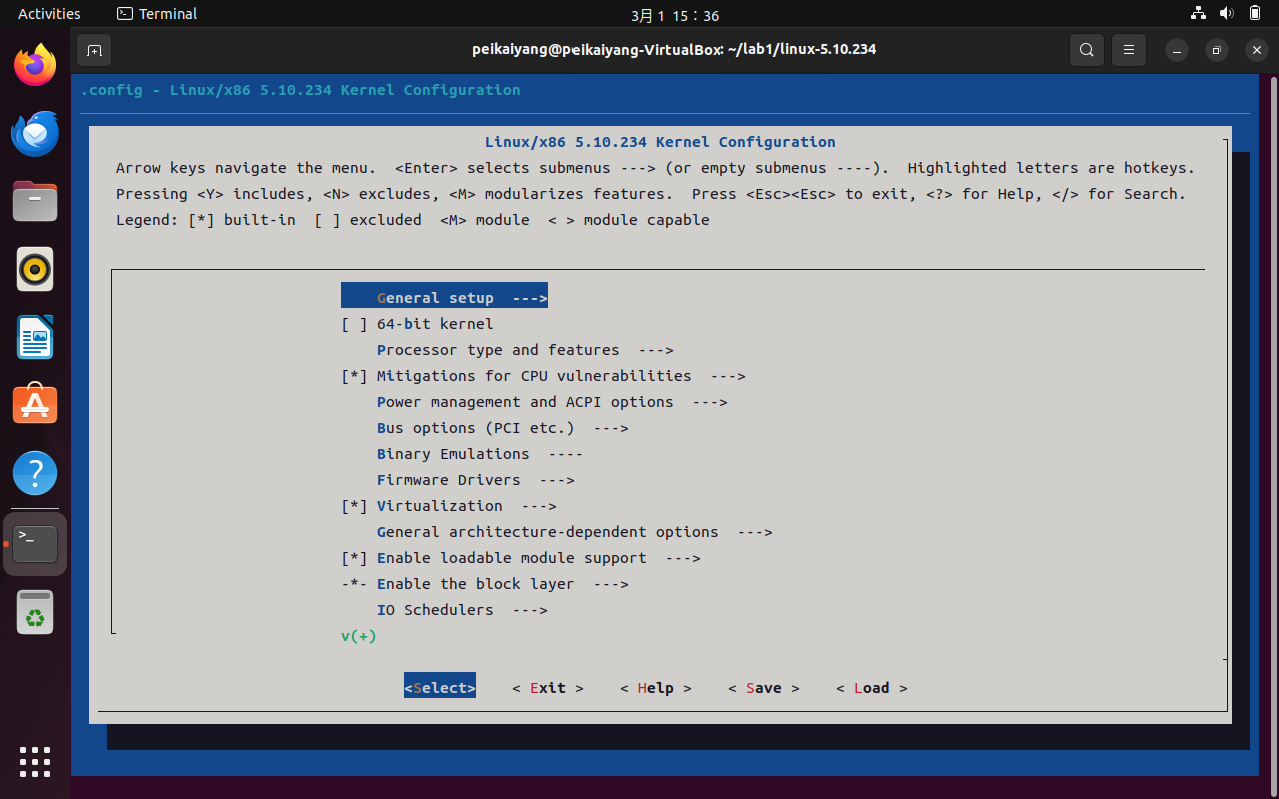 Activities
Terminal
3月 1 15：36
peikaiyang@peikaiyang-VirtualBox: ~/lab1/linux-5.10.234
.config - Linux/x86 5.10.234 Kernel Configuration
Linux/x86 5.10.234 Kernel Configuration
Arrow keys navigate the menu.  <Enter> selects submenus ---> (or empty submenus ----).  Highlighted letters are hotkeys.
Pressing <Y> includes, <N> excludes, <M> modularizes features.  Press <Esc><Esc> to exit, <?> for Help, </> for Search.
Legend: [*] built-in  [ ] excluded  <M> module  < > module capable
General setup  --->
[ ] 64-bit kernel
Processor type and features  --->
[*] Mitigations for CPU vulnerabilities  --->
Power management and ACPI options  --->
Bus options (PCI etc.)  --->
Binary Emulations  ----
Firmware Drivers  --->
[*] Virtualization  --->
General architecture-dependent options  --->
[*] Enable loadable module support  --->
-*- Enable the block layer  --->
IO Schedulers  --->
v(+)
<Select>    < Exit >    < Help >    < Save >    < Load >